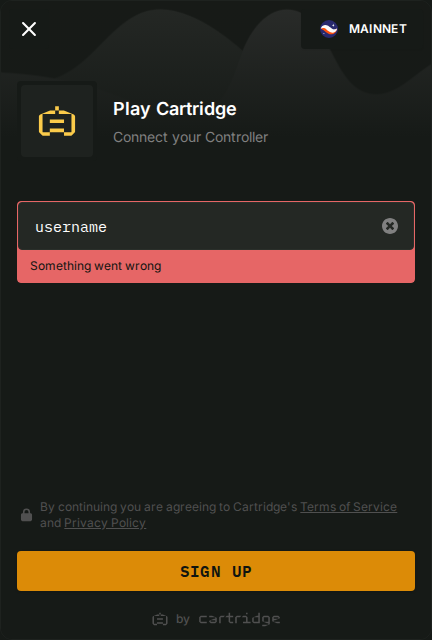 MAINNET
Play Cartridge
Connect your Controller
username
Something went wrong
By continuing you are agreeing to Cartridge's Terms of Service
and Privacy Policy
SIGN UP
by cartridge